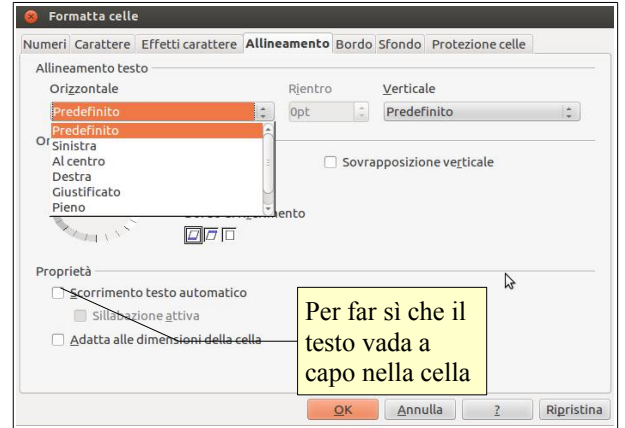 Formatta celle
Numeri Carattere Effetti carattere Allineamento Bordo Sfondo Protezione celle
Allineamento testo
Orizzontale Rientro Verticale
Predefinito 0pt Predefinito
Predefinito
Sinistra
Al centro
Destra
Giustificato
Pieno
Sovrapposizione verticale
Proprietà
Scorrimento testo automatico
Sillabazione attiva
Adatta alle dimensioni della cella
Per far sì che il
testo vada a
capo nella cella
OK Annulla ? Ripristina